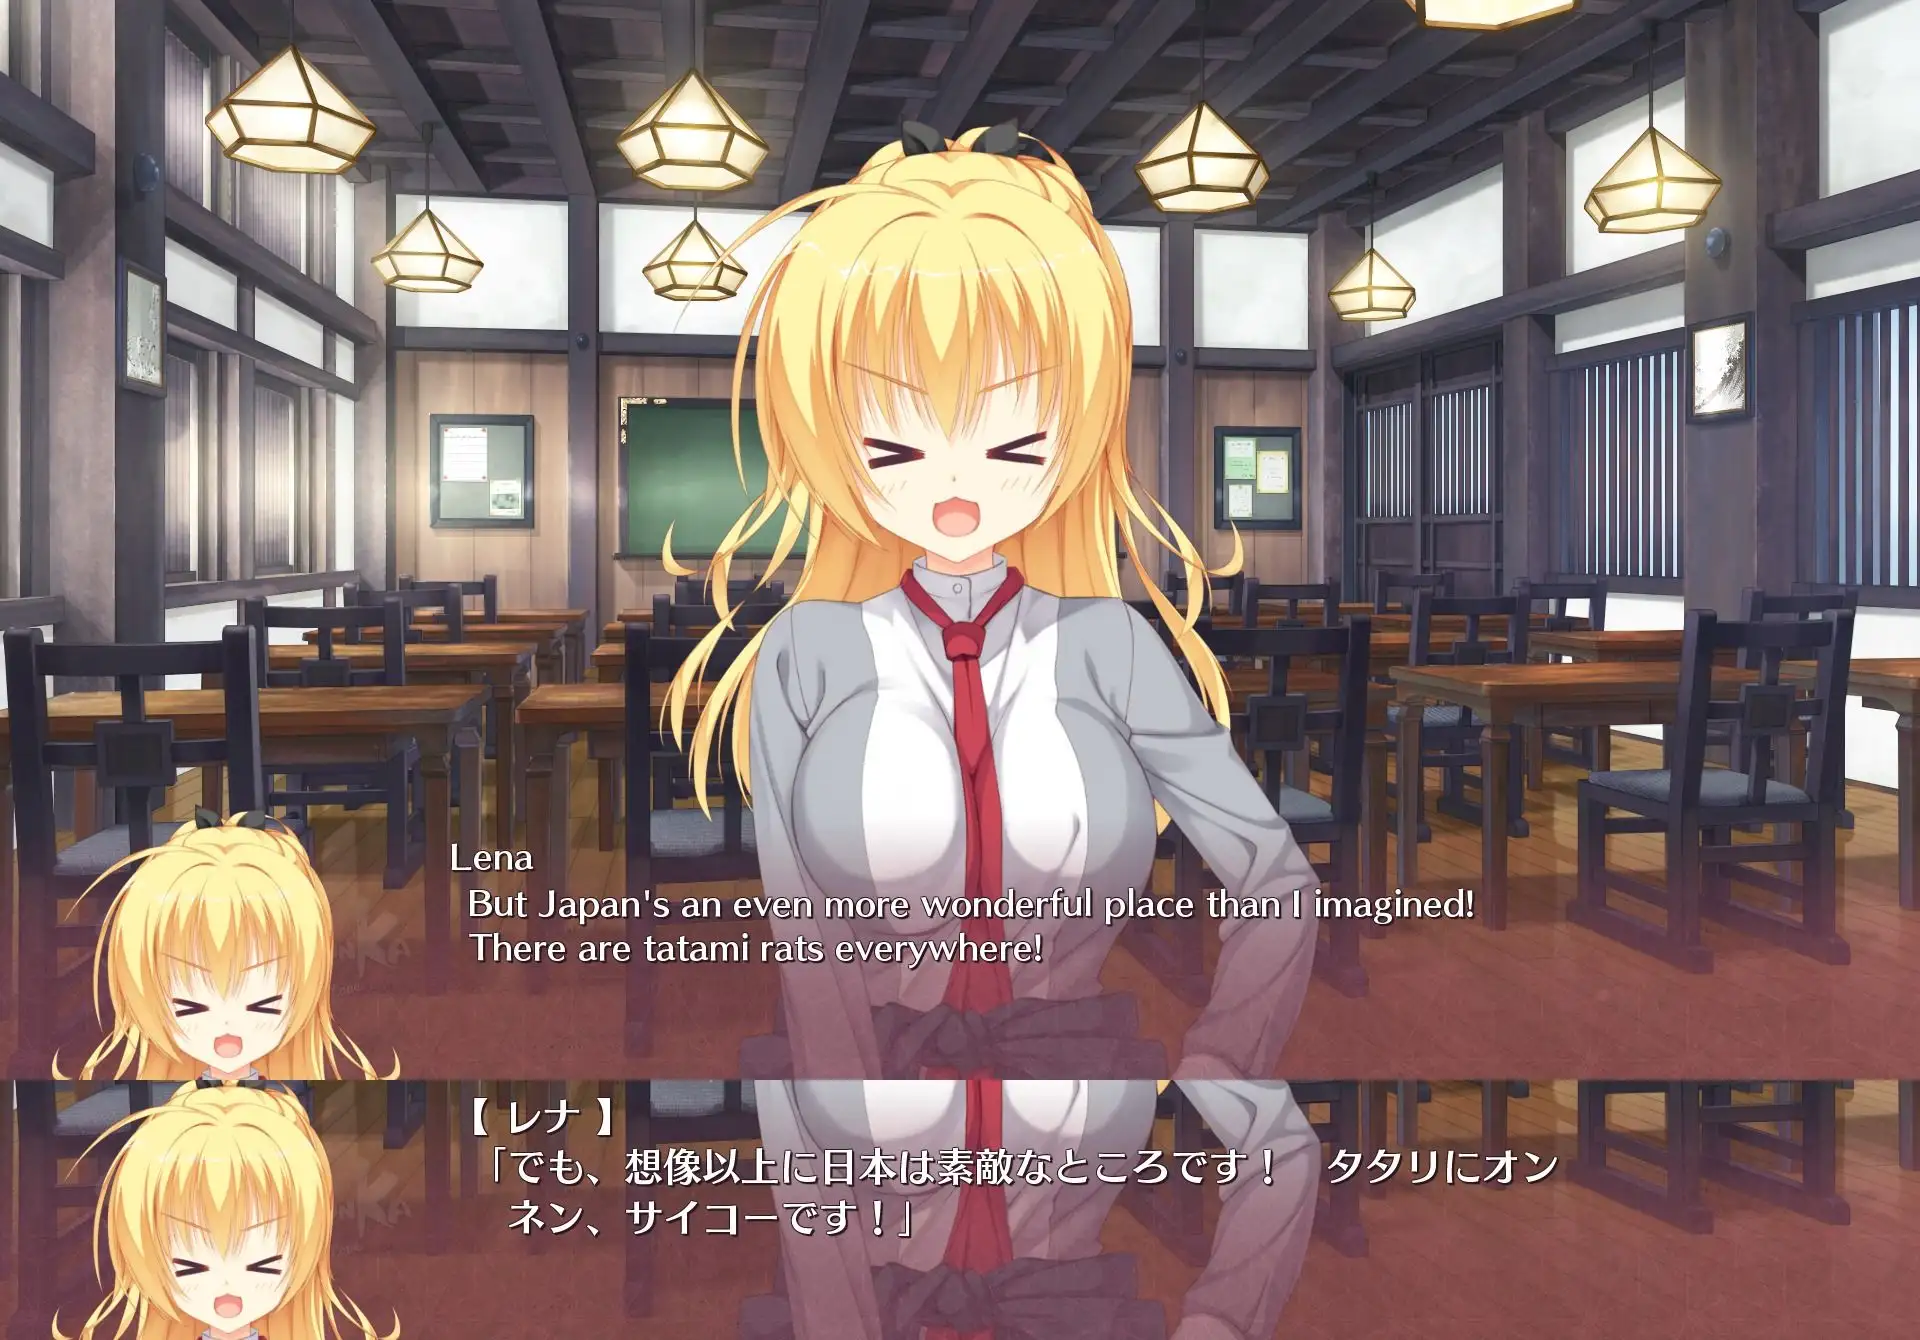 Lena
But Japan's an even more wonderful place than I imagined!
There are tatami rats everywhere!
【 レナ 】
「でも、想像以上に日本は素敵なところです！　タタリにオン
ネン、サイコーです！」